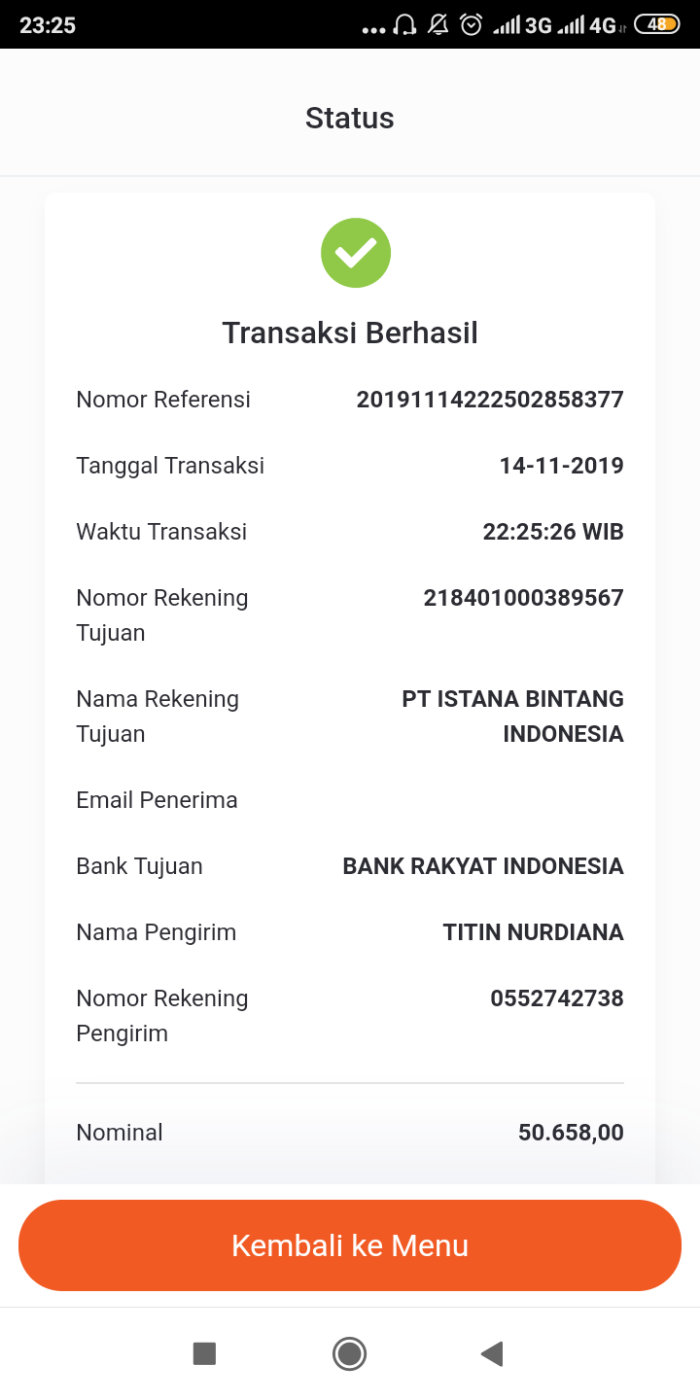 23:25 ... 3G 4G 48
Status
Transaksi Berhasil
Nomor Referensi 20191114222502858377
Tanggal Transaksi 14-11-2019
Waktu Transaksi 22:25:26 WIB
Nomor Rekening 218401000389567
Tujuan
Nama Rekening PT ISTANA BINTANG
Tujuan INDONESIA
Email Penerima
Bank Tujuan BANK RAKYAT INDONESIA
Nama Pengirim TITIN NURDIANA
Nomor Rekening 0552742738
Pengirim
Nominal 50.658,00
Kembali ke Menu